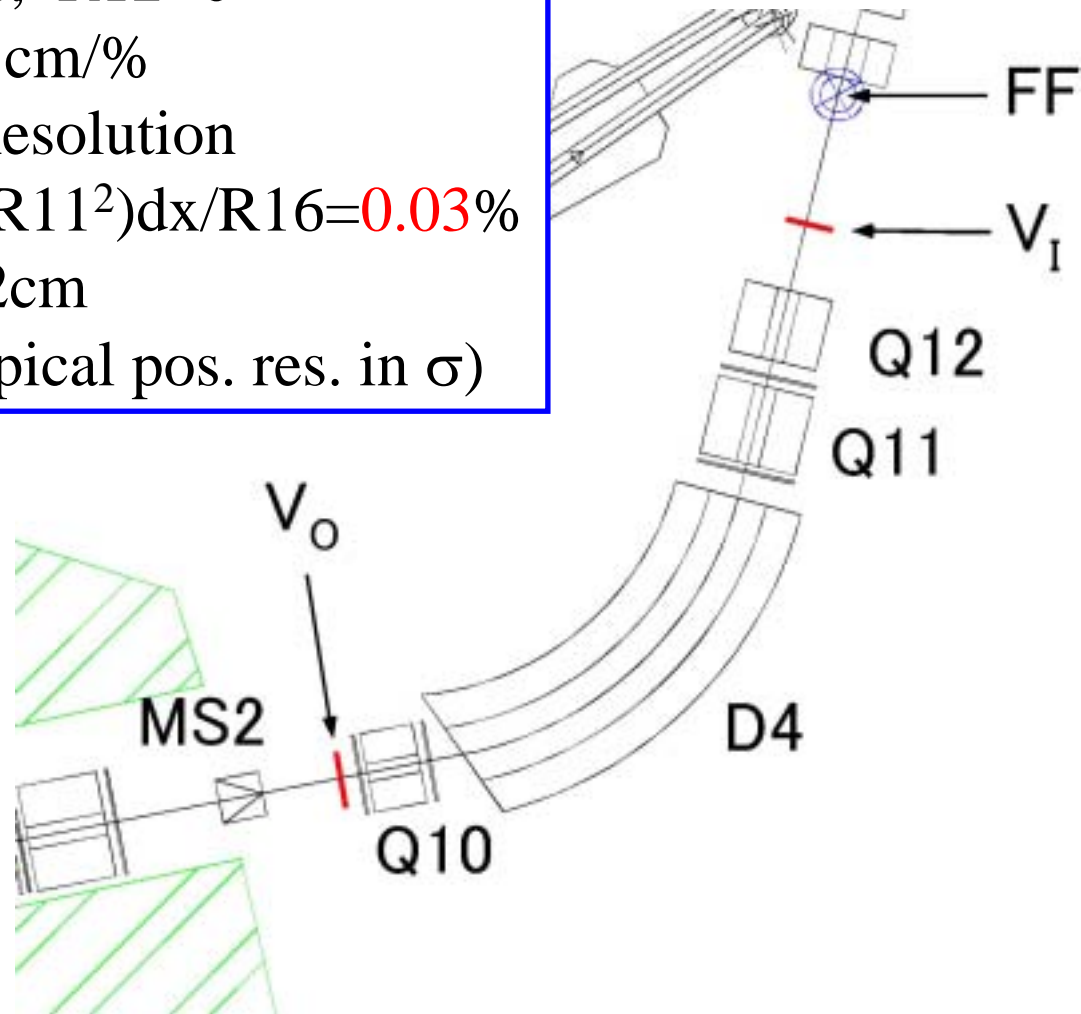 cm/%
esolution
R11²)dx/R16=0.03%
2cm
pical pos. res. in σ)
FF
V_I
Q12
Q11
V_O
MS2
D4
Q10